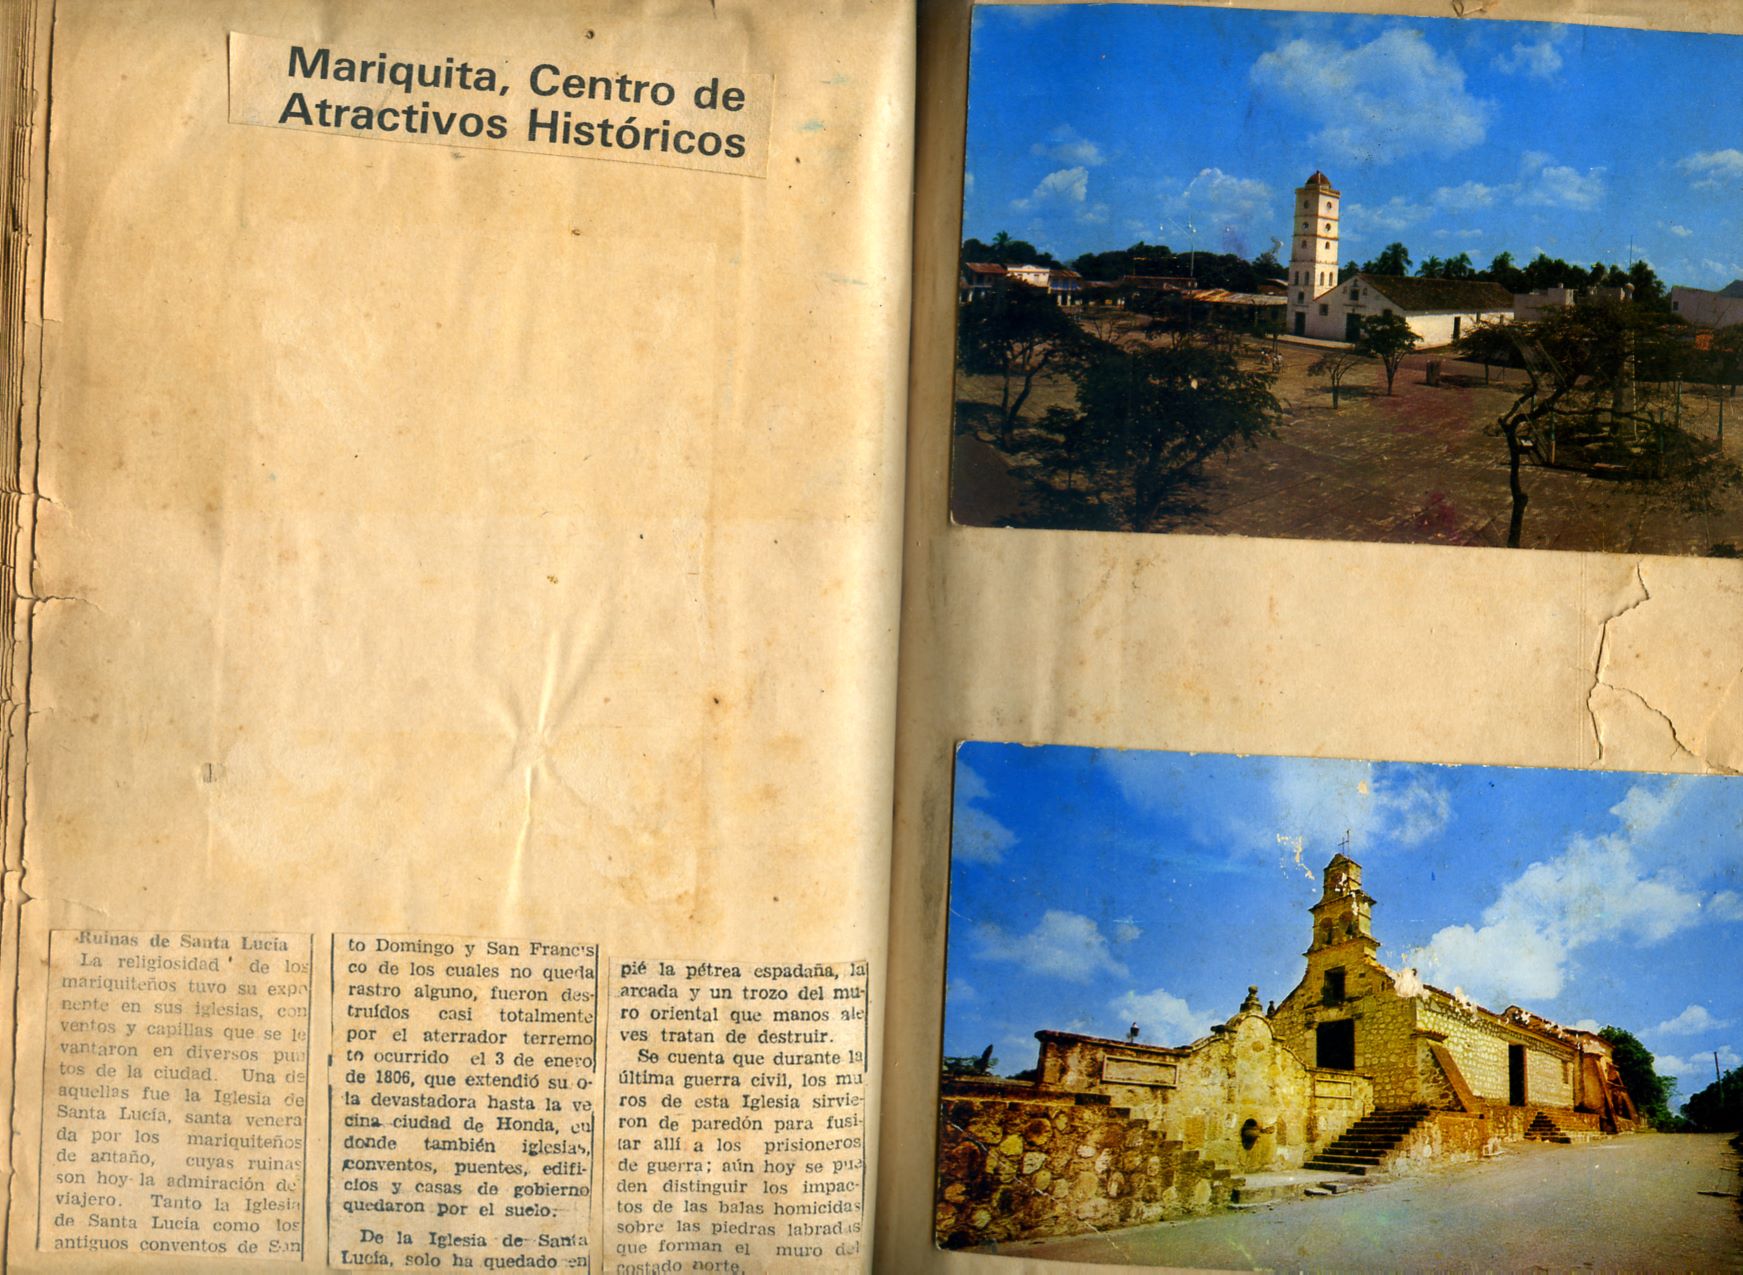 Mariquita, Centro de
Atractivos Históricos
Ruinas de Santa Lucía
La religiosidad de los
mariquiteños tuvo su expo
nente en sus iglesias, con
ventos y capillas que se le
vantaron en diversos pun
tos de la ciudad. Una de
aquellas fue la Iglesia de
Santa Lucía, santa venera
da por los mariquiteños
de antaño, cuyas ruinas
son hoy la admiración de
viajero. Tanto la Iglesia
de Santa Lucía como los
antiguos conventos de San
to Domingo y San Francis
co de los cuales no queda
rastro alguno, fueron des-
truídos casi totalmente
por el aterrador terremo
to ocurrido el 3 de enero
de 1806, que extendió su o-
la devastadora hasta la ve
cina ciudad de Honda, en
donde también iglesias,
conventos, puentes, edifi-
cios y casas de gobierno
quedaron por el suelo.
De la Iglesia de Santa
Lucía, solo ha quedado en
pié la pétrea espadaña, la
arcada y un trozo del mu-
ro oriental que manos ale
ves tratan de destruir.
Se cuenta que durante la
última guerra civil, los mu
ros de esta Iglesia sirvie-
ron de paredón para fusi-
lar allí a los prisioneros
de guerra; aún hoy se pue
den distinguir los impac-
tos de las balas homicidas
sobre las piedras labradas
que forman el muro del
costado norte.